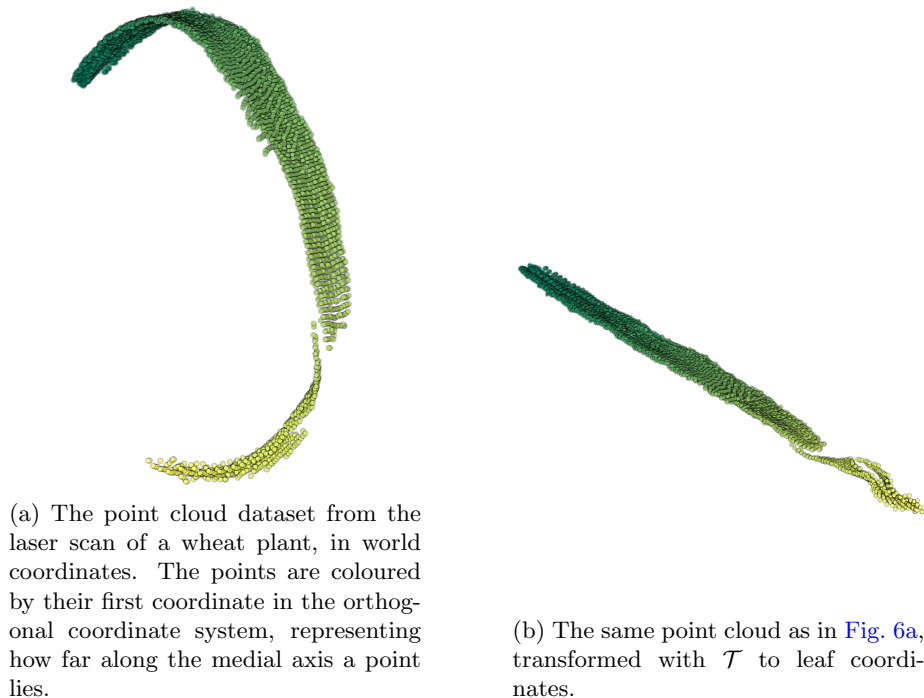 (a) The point cloud dataset from the
laser scan of a wheat plant, in world
coordinates. The points are coloured
by their first coordinate in the orthog-
onal coordinate system, representing
how far along the medial axis a point
lies.
(b) The same point cloud as in Fig. 6a,
transformed with 𝒯 to leaf coordi-
nates.